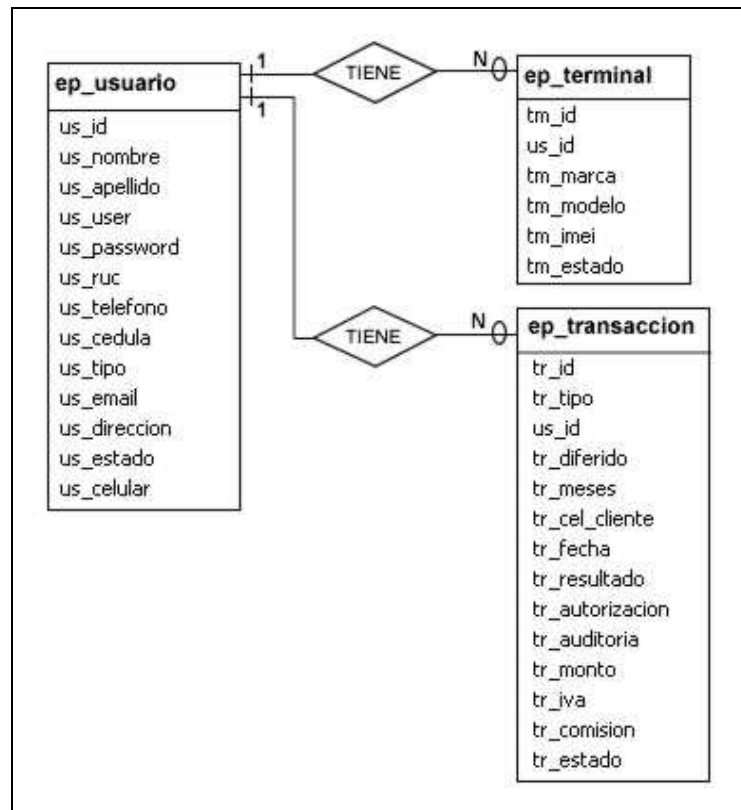 ep_usuario
us_id
us_nombre
us_apellido
us_user
us_password
us_ruc
us_telefono
us_cedula
us_tipo
us_email
us_direccion
us_estado
us_celular
1
TIENE
N
1
TIENE
N
ep_terminal
tm_id
us_id
tm_marca
tm_modelo
tm_imei
tm_estado
ep_transaccion
tr_id
tr_tipo
us_id
tr_diferido
tr_meses
tr_cel_cliente
tr_fecha
tr_resultado
tr_autorizacion
tr_auditoria
tr_monto
tr_iva
tr_comision
tr_estado